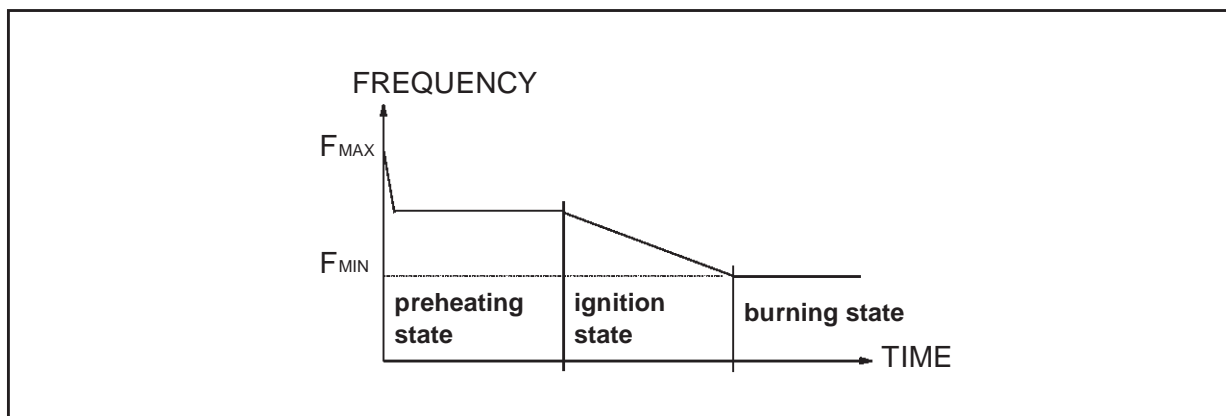 FREQUENCY
FMAX
FMIN
preheating
state
ignition
state
burning state
TIME